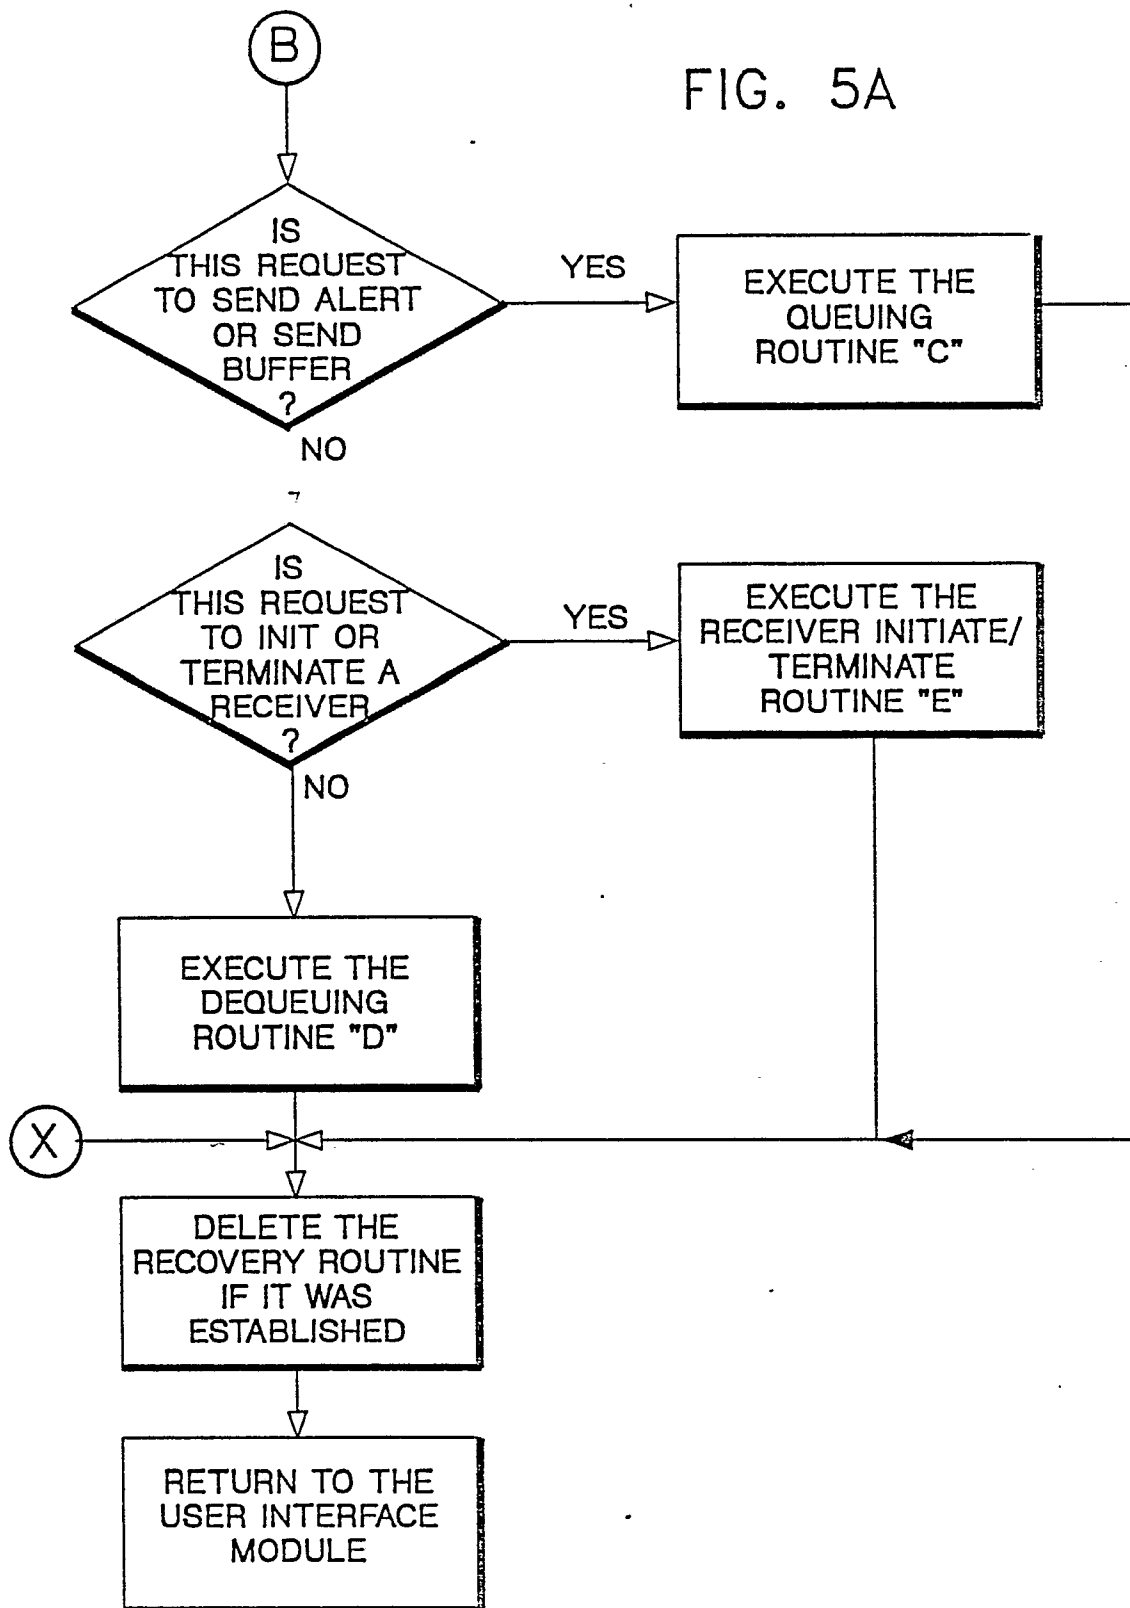 B
FIG. 5A
IS
THIS REQUEST
TO SEND ALERT
OR SEND
BUFFER
?
YES
EXECUTE THE
QUEUING
ROUTINE "C"
NO
IS
THIS REQUEST
TO INIT OR
TERMINATE A
RECEIVER
?
YES
EXECUTE THE
RECEIVER INITIATE/
TERMINATE
ROUTINE "E"
NO
EXECUTE THE
DEQUEUING
ROUTINE "D"
X
DELETE THE
RECOVERY ROUTINE
IF IT WAS
ESTABLISHED
RETURN TO THE
USER INTERFACE
MODULE